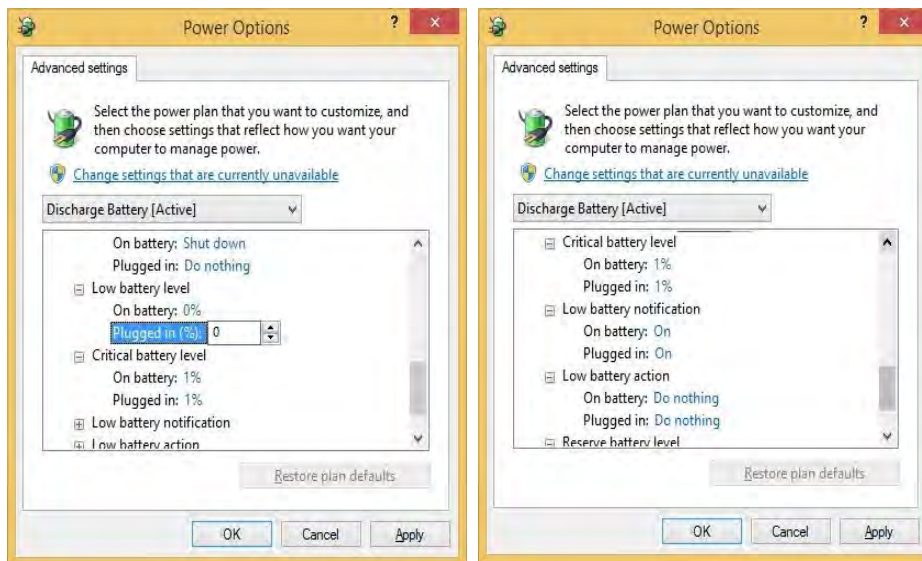 Power Options
?
×
Advanced settings
Select the power plan that you want to customize, and
then choose settings that reflect how you want your
computer to manage power.
Change settings that are currently unavailable
Discharge Battery [Active]
On battery: Shut down
Plugged in: Do nothing
Low battery level
On battery: 0%
Plugged in (%): 0
Critical battery level
On battery: 1%
Plugged in: 1%
Low battery notification
Low battery action
Restore plan defaults
OK
Cancel
Apply
Power Options
?
×
Advanced settings
Select the power plan that you want to customize, and
then choose settings that reflect how you want your
computer to manage power.
Change settings that are currently unavailable
Discharge Battery [Active]
Critical battery level
On battery: 1%
Plugged in: 1%
Low battery notification
On battery: On
Plugged in: On
Low battery action
On battery: Do nothing
Plugged in: Do nothing
Reserve battery level
Restore plan defaults
OK
Cancel
Apply